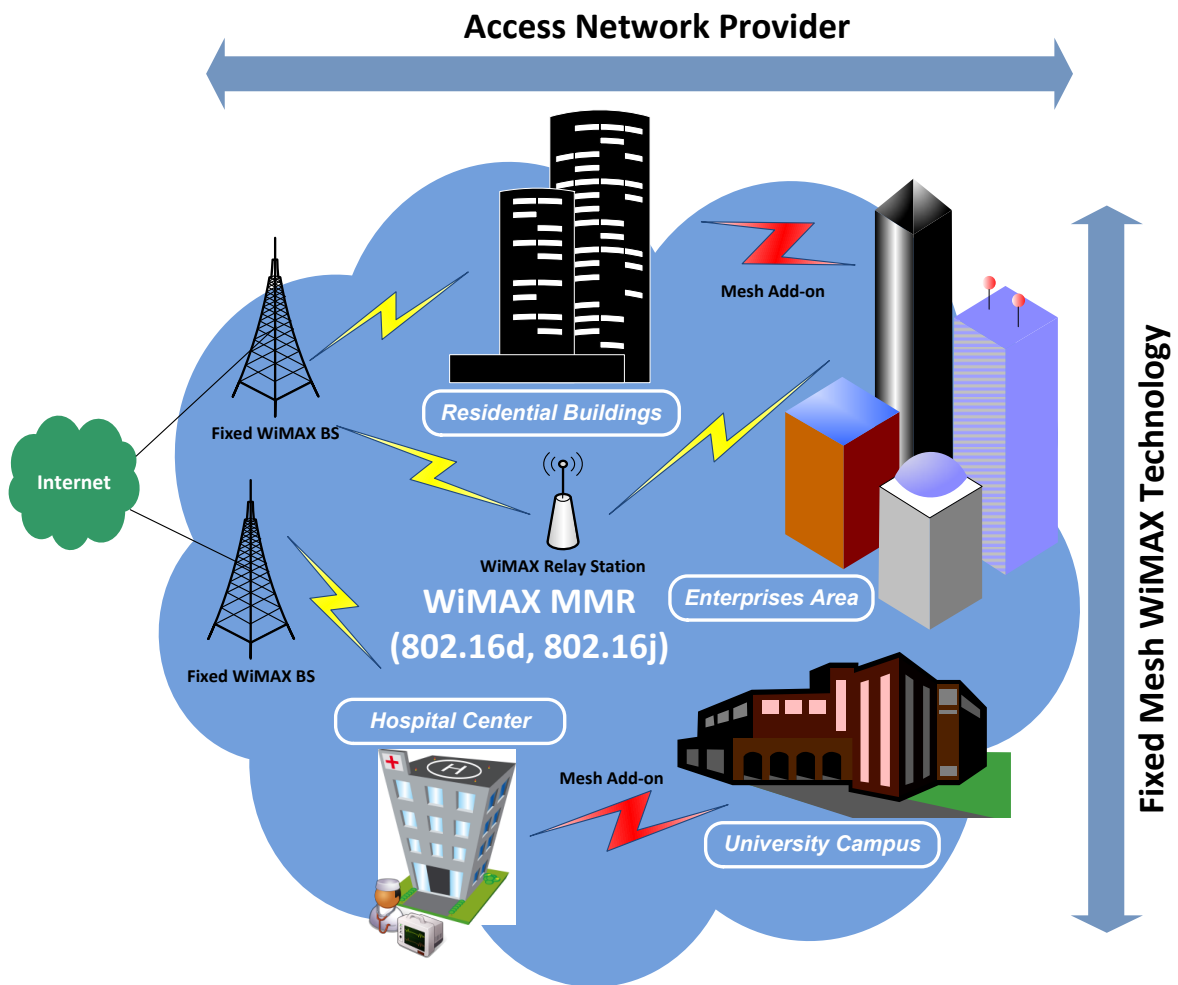 Access Network Provider
Mesh Add-on
Residential Buildings
Fixed WiMAX BS
Internet
WiMAX Relay Station
WiMAX MMR
(802.16d, 802.16j)
Enterprises Area
Fixed WiMAX BS
Hospital Center
Mesh Add-on
University Campus
H
Fixed Mesh WiMAX Technology